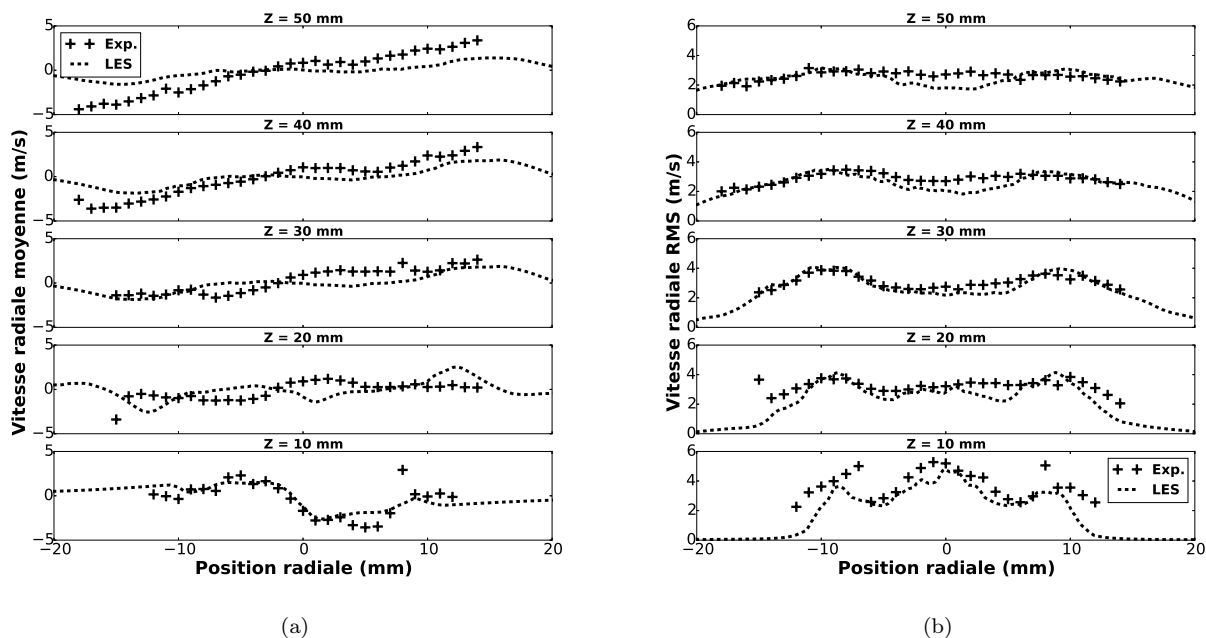 Z = 50 mm
5
0
−5
Exp.
LES
Z = 40 mm
5
0
−5
Z = 30 mm
5
0
−5
Z = 20 mm
5
0
−5
Z = 10 mm
5
0
−5
−20 −10 0 10 20
Position radiale (mm)
Vitesse radiale moyenne (m/s)
(a)
Z = 50 mm
6
4
2
0
Z = 40 mm
6
4
2
0
Z = 30 mm
6
4
2
0
Z = 20 mm
6
4
2
0
Z = 10 mm
6
4
2
0
Exp.
LES
−20 −10 0 10 20
Position radiale (mm)
Vitesse radiale RMS (m/s)
(b)